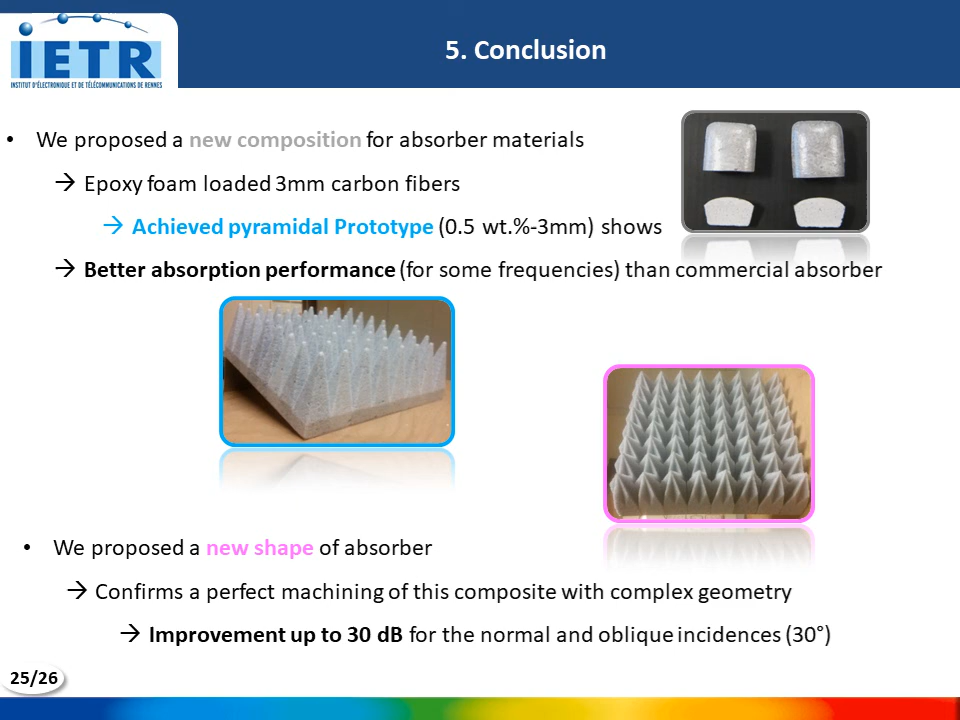 iETR
INSTITUT D'ÉLECTRONIQUE ET DE TÉLÉCOMMUNICATIONS DE RENNES
5. Conclusion
• We proposed a new composition for absorber materials
→ Epoxy foam loaded 3mm carbon fibers
→ Achieved pyramidal Prototype (0.5 wt.%-3mm) shows
→ Better absorption performance (for some frequencies) than commercial absorber
• We proposed a new shape of absorber
→ Confirms a perfect machining of this composite with complex geometry
→ Improvement up to 30 dB for the normal and oblique incidences (30°)
25/26